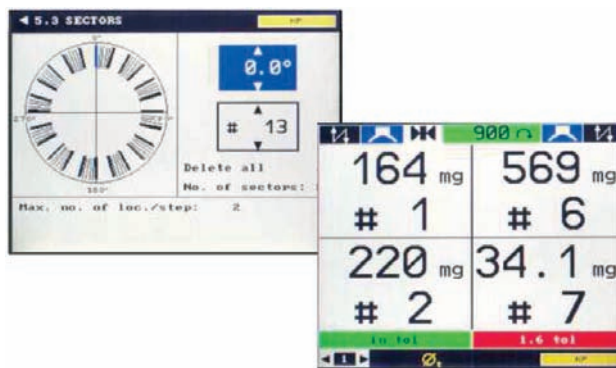 ◄ 5.3 SECTORS
0°
0.0°
270°
# 13
180°
Delete all
No. of sectors:
Max. no. of loc./step: 2
900
164 mg
569 mg
# 1
# 6
220 mg
34.1 mg
# 2
# 7
in tol
1.6 tol
1